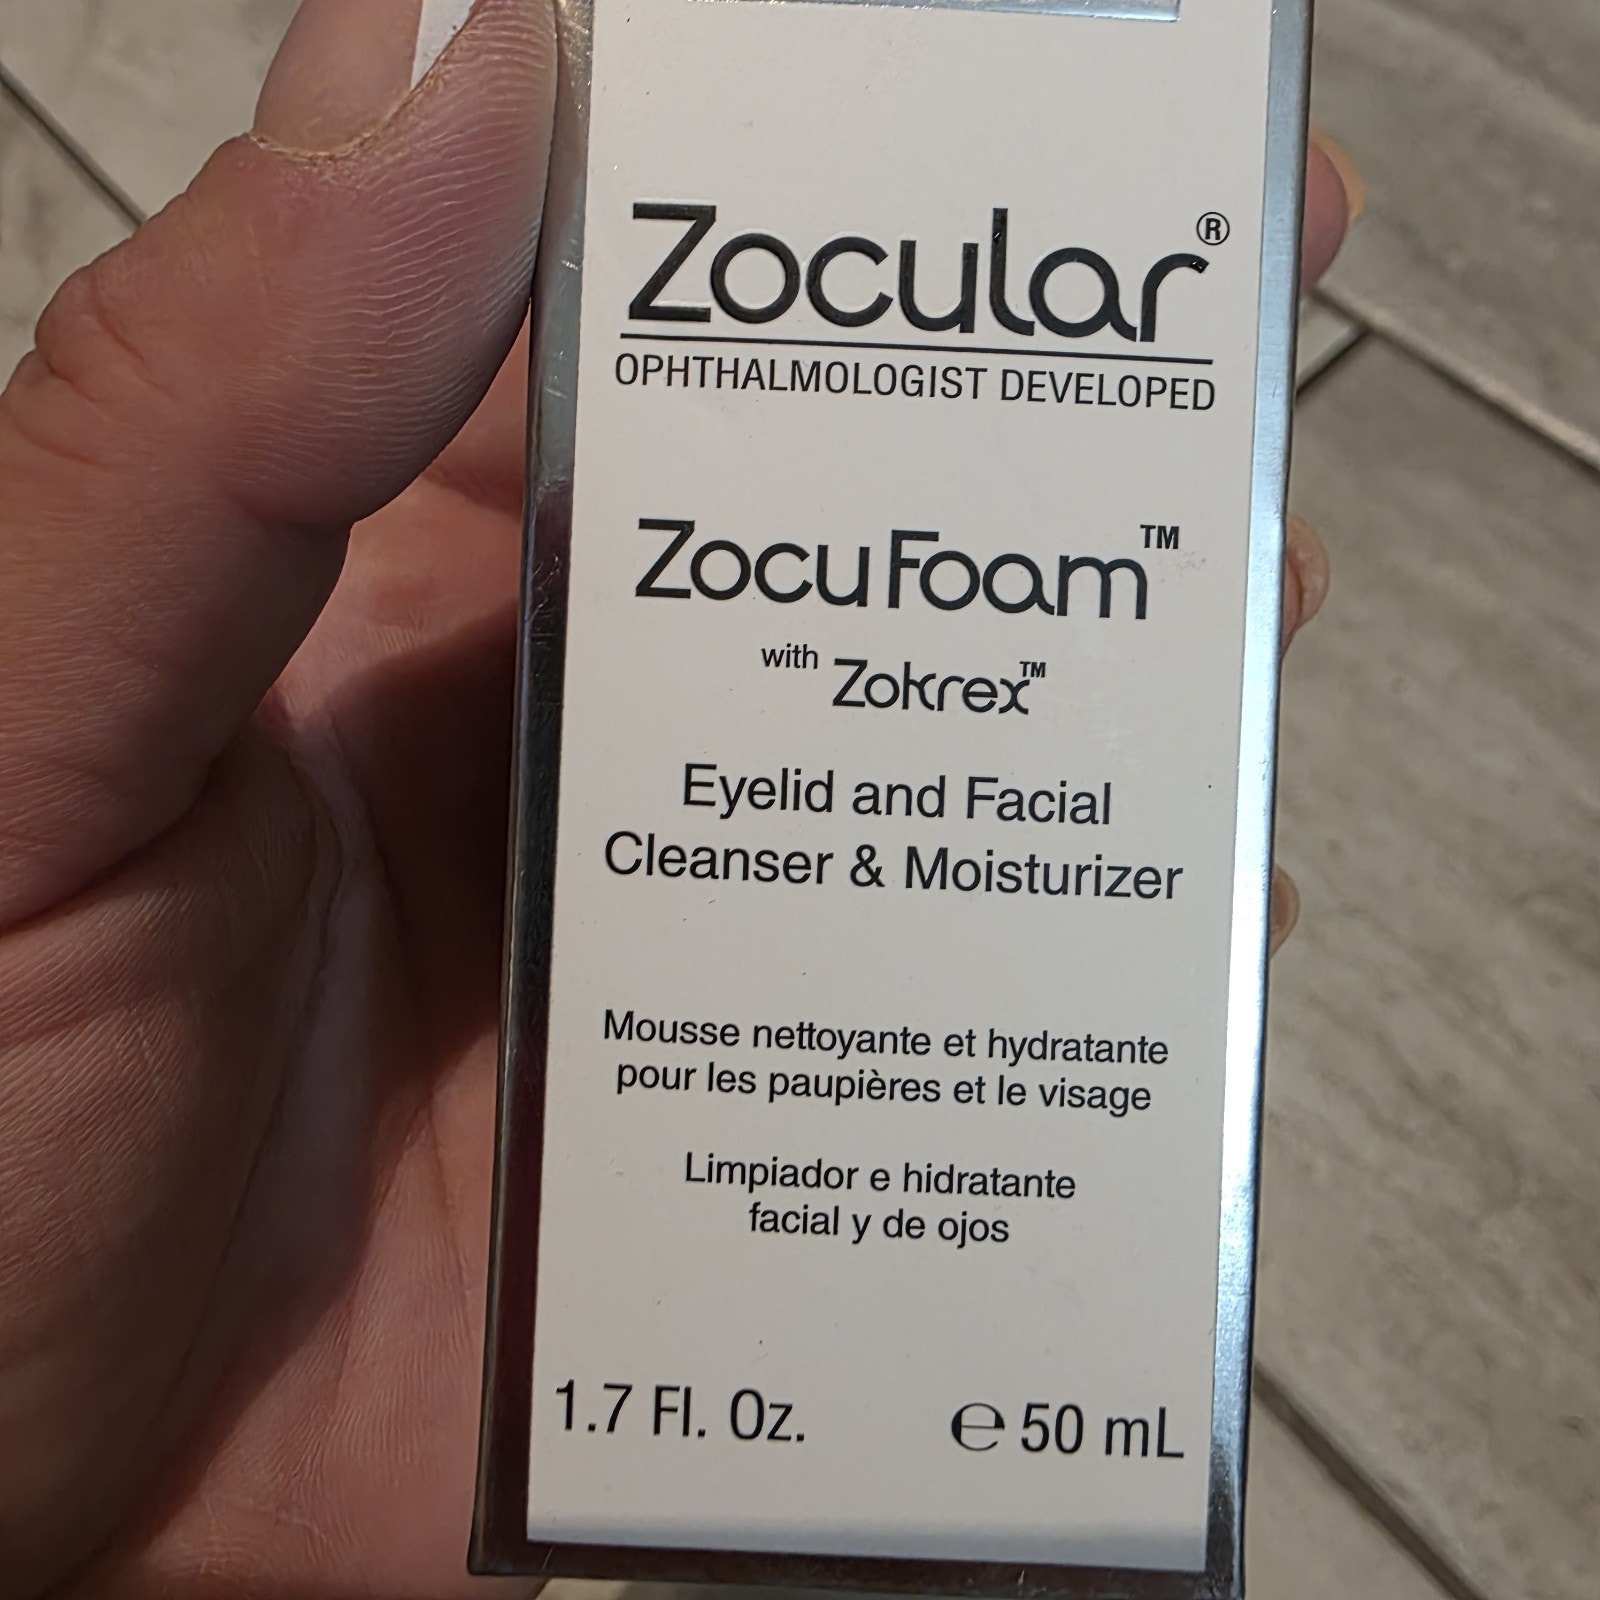 Zocular®
OPHTHALMOLOGIST DEVELOPED
ZocuFoam™
with Zokrex™
Eyelid and Facial
Cleanser & Moisturizer
Mousse nettoyante et hydratante
pour les paupières et le visage
Limpiador e hidratante
facial y de ojos
1.7 Fl. Oz. ℮ 50 mL